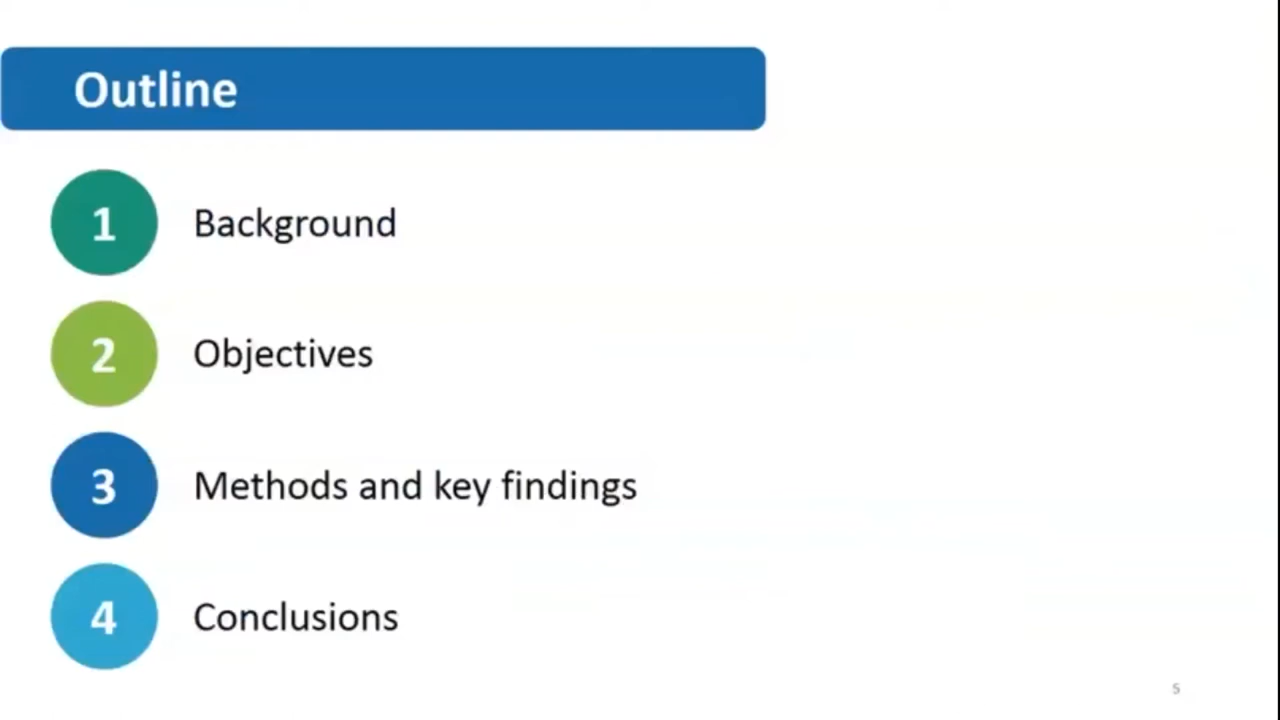 Outline
1 Background
2 Objectives
3 Methods and key findings
4 Conclusions
5